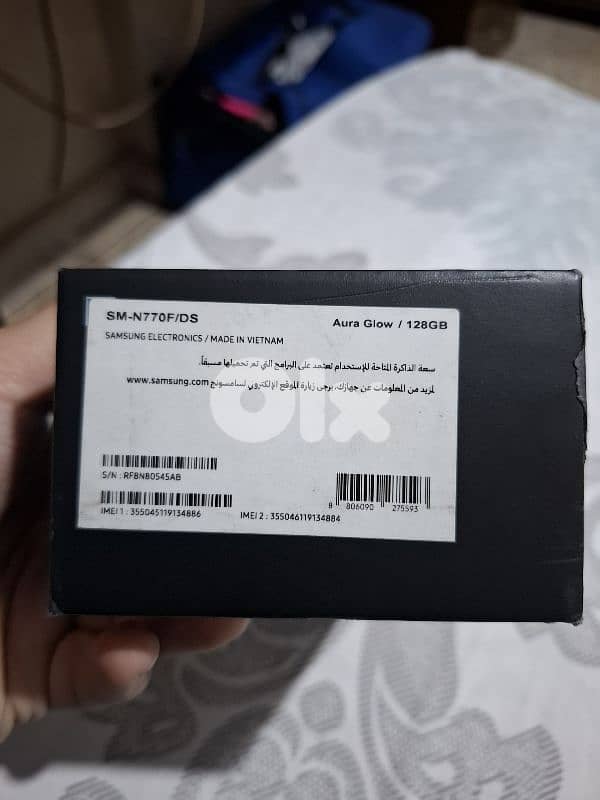 SM-N770F/DS
Aura Glow / 128GB
SAMSUNG ELECTRONICS / MADE IN VIETNAM
سعة الذاكرة المتاحة للإستخدام تعتمد على البرامج التي تم تحميلها مسبقاً.
لمزيد من المعلومات عن جهازك، يرجى زيارة الموقع الإلكتروني لسامسونج www.samsung.com
olx
S/N : RF8N80545AB
IMEI 1 : 355045119134886
IMEI 2 : 355046119134884
8 806090 275593